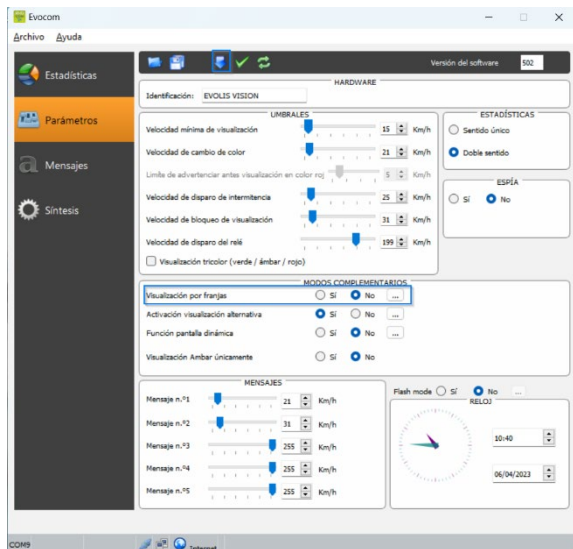 Evocom
Archivo Ayuda
Versión del software 502
Estadísticas
Parámetros
Mensajes
Síntesis
HARDWARE
Identificación: EVOLIS VISION
UMBRALES
Velocidad mínima de visualización 15 Km/h
Velocidad de cambio de color 21 Km/h
Limite de advertenciar antes visualización en color roj 5 Km/h
Velocidad de disparo de intermitencia 25 Km/h
Velocidad de bloqueo de visualización 31 Km/h
Velocidad de disparo del relé 199 Km/h
Visualización tricolor (verde / ámbar / rojo)
ESTADÍSTICAS
Sentido único
Doble sentido
ESPÍA
Sí No
MODOS COMPLEMENTARIOS
Visualización por franjas Sí No ...
Activación visualización alternativa Sí No ...
Función pantalla dinámica Sí No ...
Visualización Ambar únicamente Sí No
MENSAJES
Mensaje n.º1 21 Km/h
Mensaje n.º2 31 Km/h
Mensaje n.º3 255 Km/h
Mensaje n.º4 255 Km/h
Mensaje n.º5 255 Km/h
Flash mode Sí No ...
RELOJ
10:40
06/04/2023
COM9
Internet